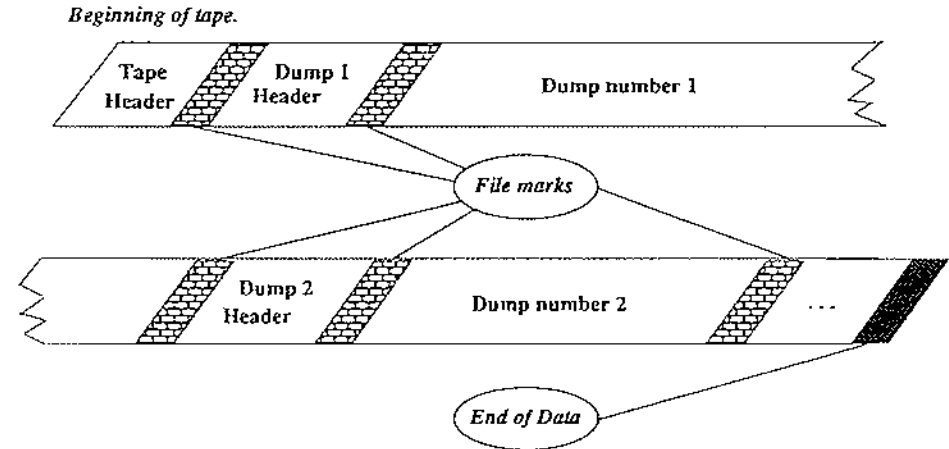 Beginning of tape.
Tape
Header
Dump 1
Header
Dump number 1
File marks
Dump 2
Header
Dump number 2
...
End of Data